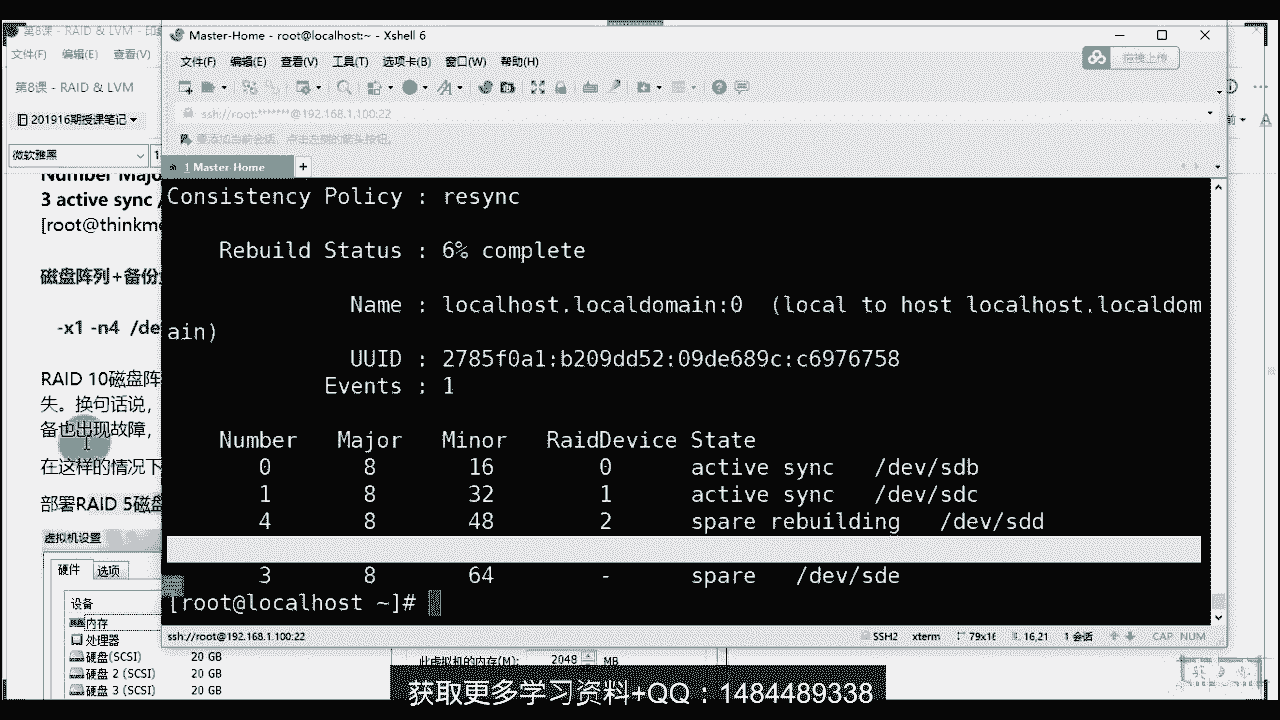 第8课 - RAID & LVM - 印
Master-Home - root@localhost:~ - Xshell 6
文件(F) 编辑(E) 查看(V)
文件(F) 编辑(E) 查看(V) 工具(T) 选项卡(B) 窗口(W) 帮助(H)
拖拽上传
第8课 - RAID & LVM
ssh://root:*******@192.168.1.100:22
201916期授课笔记
要添加当前会话，点击左侧的箭头按钮。
微软雅黑
1 Master-Home
Number Majo
3 active sync /
[root@thinkmo
磁盘阵列+备份
-x1 -n4 /de
RAID 10磁盘阵
失。换句话说，
备也出现故障，
在这样的情况下
部署RAID 5磁盘
虚拟机设置
硬件 选项
设备
内存
处理器
硬盘(SCSI) 20 GB
硬盘 2 (SCSI) 20 GB
硬盘 3 (SCSI) 20 GB
Consistency Policy : resync
Rebuild Status : 6% complete
Name : localhost.localdomain:0 (local to host localhost.localdom
ain)
UUID : 2785f0a1:b209dd52:09de689c:c6976758
Events : 1
Number Major Minor RaidDevice State
0 8 16 0 active sync /dev/sdb
1 8 32 1 active sync /dev/sdc
4 8 48 2 spare rebuilding /dev/sdd
3 8 64 - spare /dev/sde
[root@localhost ~]#
ssh://root@192.168.1.100:22 SSH2 xterm 79x16 16,21 1 会话 CAP NUM
此虚拟机的内存(M): 2048 MB
获取更多学习资料+QQ：1484489338